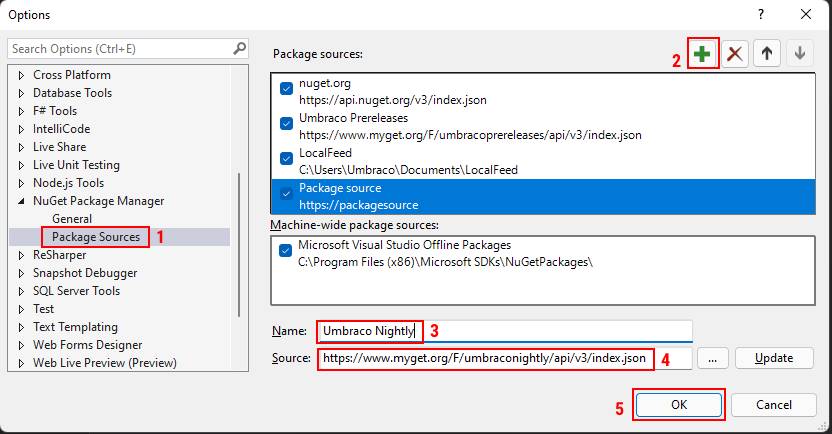 Options
?
Search Options (Ctrl+E)
Cross Platform
Database Tools
F# Tools
IntelliCode
Live Share
Live Unit Testing
Node.js Tools
NuGet Package Manager
General
Package Sources 1
ReSharper
Snapshot Debugger
SQL Server Tools
Test
Text Templating
Web Forms Designer
Web Live Preview (Preview)
Package sources:
2
nuget.org
https://api.nuget.org/v3/index.json
Umbraco Prereleases
https://www.myget.org/F/umbracoprereleases/api/v3/index.json
LocalFeed
C:\Users\Umbraco\Documents\LocalFeed
Package source
https://packagesource
Machine-wide package sources:
Microsoft Visual Studio Offline Packages
C:\Program Files (x86)\Microsoft SDKs\NuGetPackages\
Name: Umbraco Nightly 3
Source: https://www.myget.org/F/umbraconightly/api/v3/index.json 4 ... Update
5 OK Cancel